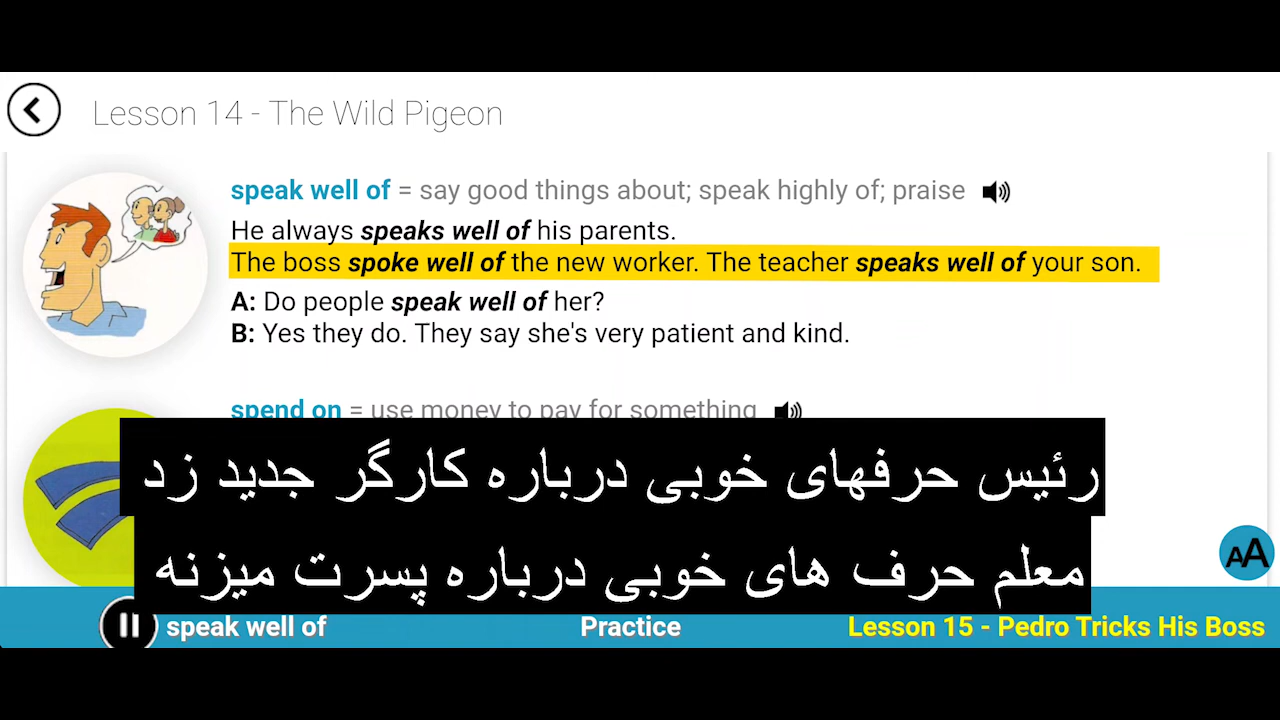 Lesson 14 - The Wild Pigeon
speak well of = say good things about; speak highly of; praise
He always speaks well of his parents.
The boss spoke well of the new worker. The teacher speaks well of your son.
A: Do people speak well of her?
B: Yes they do. They say she's very patient and kind.
spend on = use money to pay for something
رئیس حرفهای خوبی درباره کارگر جدید زد
معلم حرف های خوبی درباره پسرت میزنه
AA
speak well of Practice Lesson 15 - Pedro Tricks His Boss